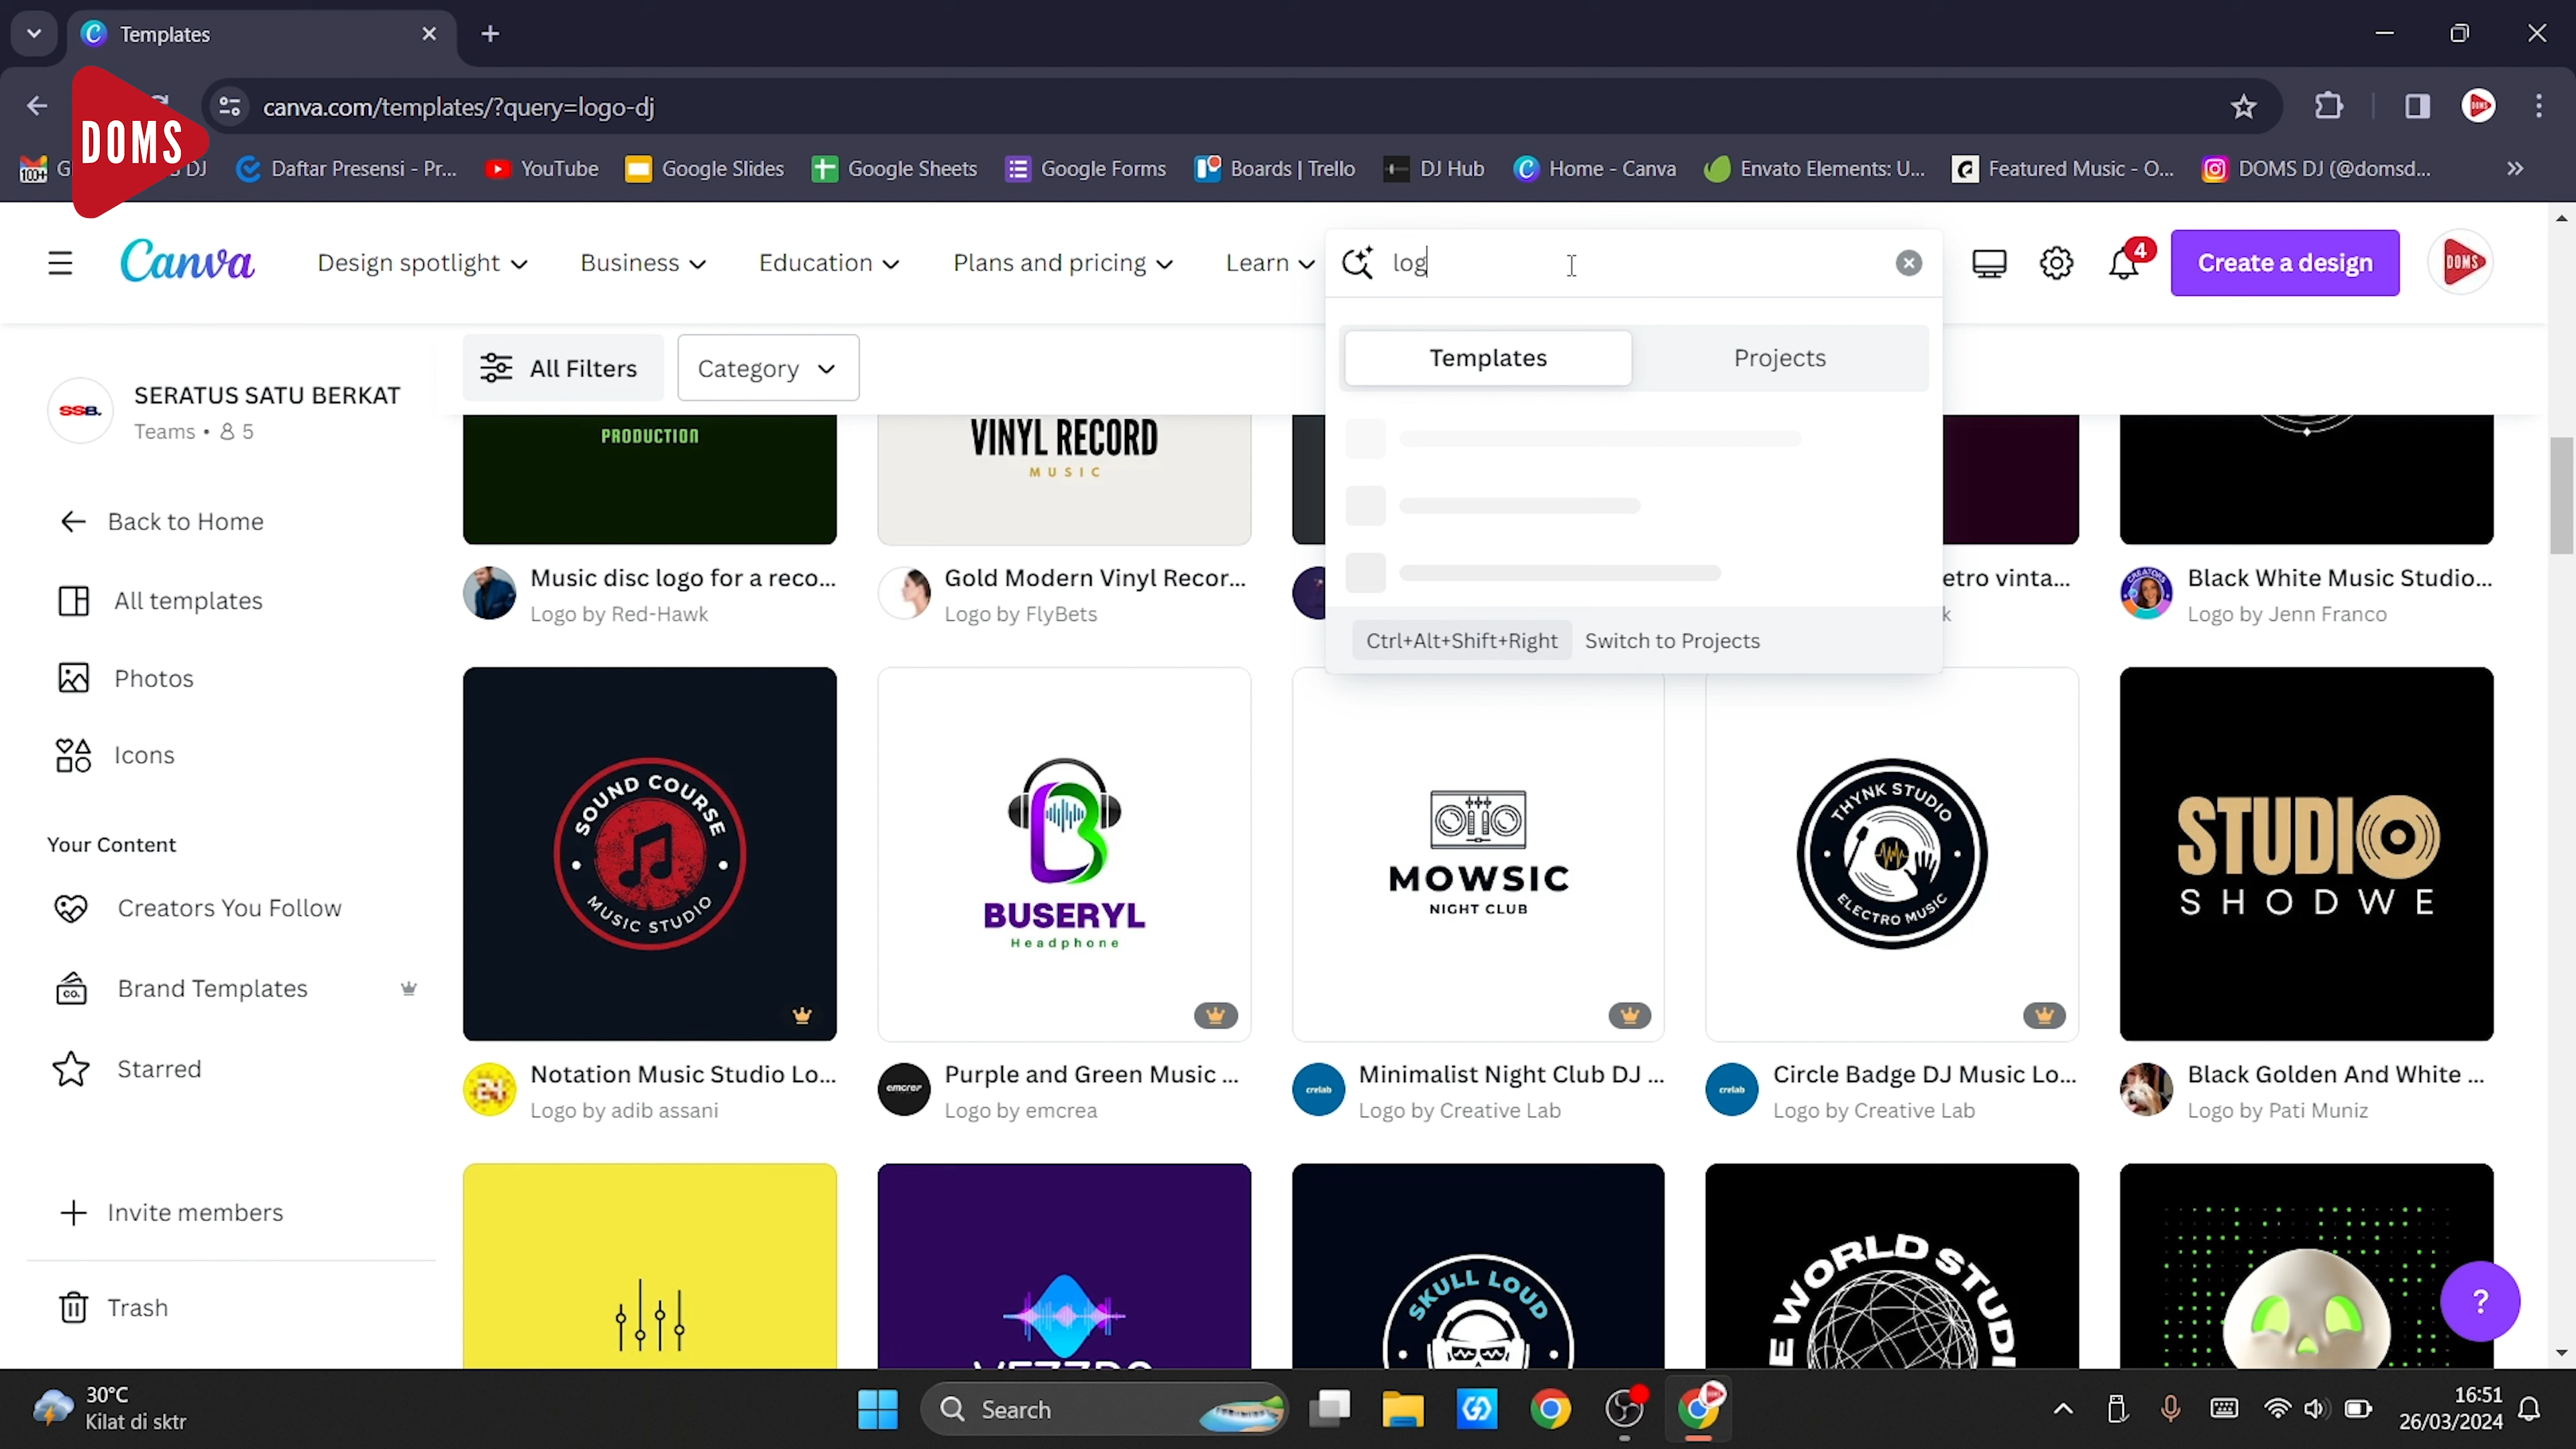 Templates
canva.com/templates/?query=logo-dj
DOMS
DJ
Daftar Presensi - Pr...
YouTube
Google Slides
Google Sheets
Google Forms
Boards | Trello
DJ Hub
Home - Canva
Envato Elements: U...
Featured Music - O...
DOMS DJ (@domsd...
Canva
Design spotlight
Business
Education
Plans and pricing
Learn
log
4
Create a design
DOMS
Templates
Projects
Ctrl+Alt+Shift+Right
Switch to Projects
SSB.
SERATUS SATU BERKAT
Teams • 5
All Filters
Category
Back to Home
All templates
Photos
Icons
Your Content
Creators You Follow
Brand Templates
Starred
Invite members
Trash
PRODUCTION
VINYL RECORD
MUSIC
Music disc logo for a reco...
Logo by Red-Hawk
Gold Modern Vinyl Recor...
Logo by FlyBets
etro vinta...
k
Black White Music Studio...
Logo by Jenn Franco
SOUND COURSE
MUSIC STUDIO
BUSERYL
Headphone
MOWSIC
NIGHT CLUB
THYNK STUDIO
ELECTRO MUSIC
STUDIO
SHODWE
Notation Music Studio Lo...
Logo by adib assani
emcrea
Purple and Green Music ...
Logo by emcrea
crelab
Minimalist Night Club DJ ...
Logo by Creative Lab
crelab
Circle Badge DJ Music Lo...
Logo by Creative Lab
Black Golden And White ...
Logo by Pati Muniz
SKULL LOUD
E WORLD STUDI
?
30°C
Kilat di sktr
Search
16:51
26/03/2024